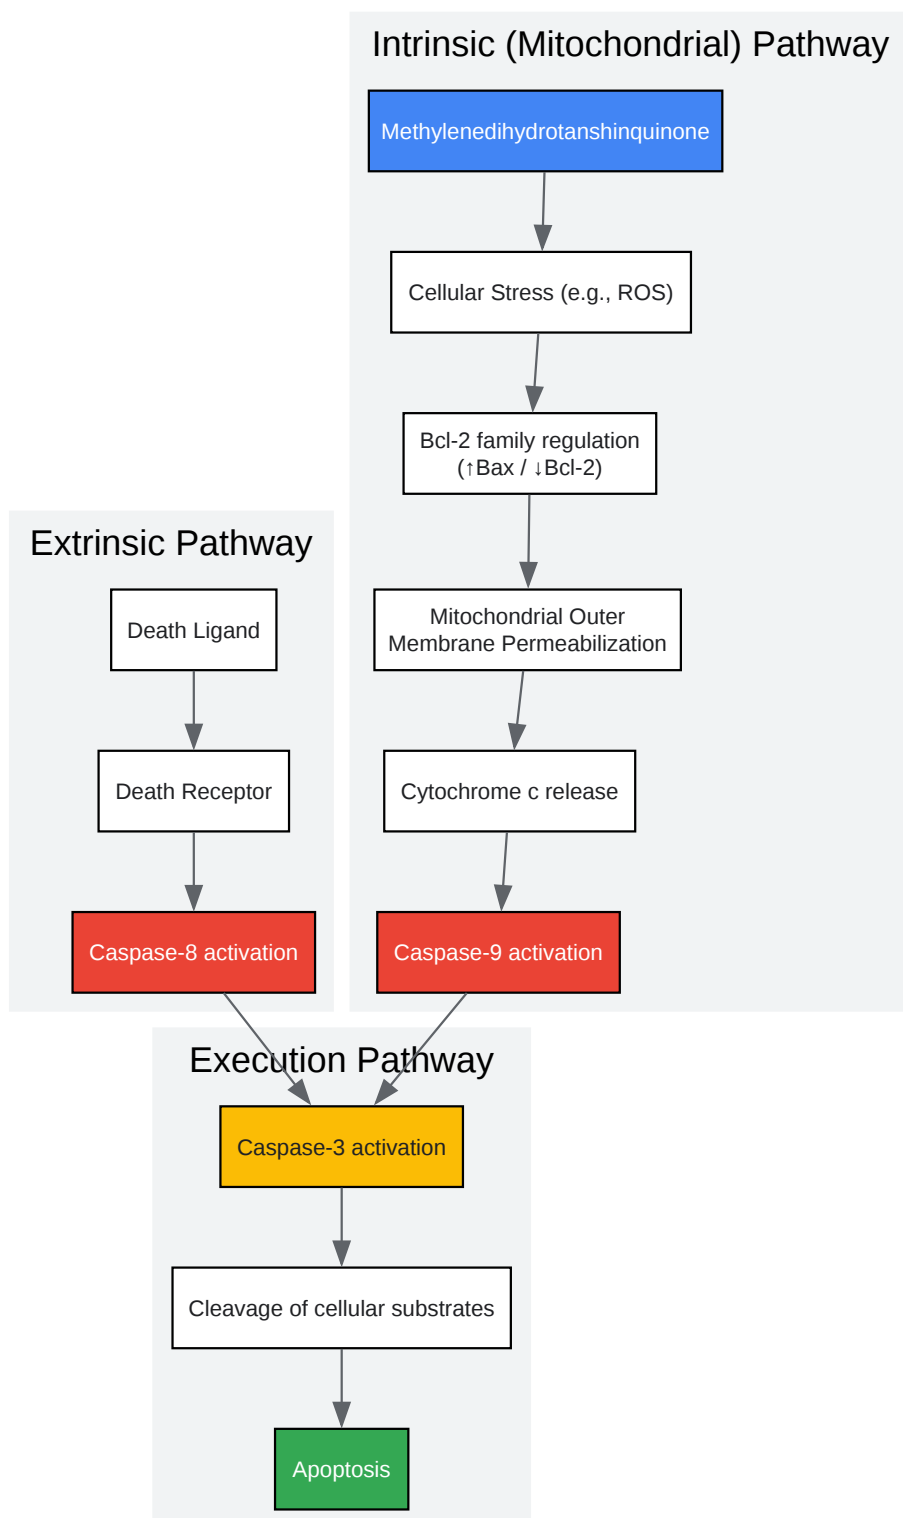 Intrinsic (Mitochondrial) Pathway
Methylenedihydrotanshinquinone
Cellular Stress (e.g., ROS)
Bcl-2 family regulation
(↑Bax / ↓Bcl-2)
Mitochondrial Outer
Membrane Permeabilization
Cytochrome c release
Caspase-9 activation
Extrinsic Pathway
Death Ligand
Death Receptor
Caspase-8 activation
Execution Pathway
Caspase-3 activation
Cleavage of cellular substrates
Apoptosis